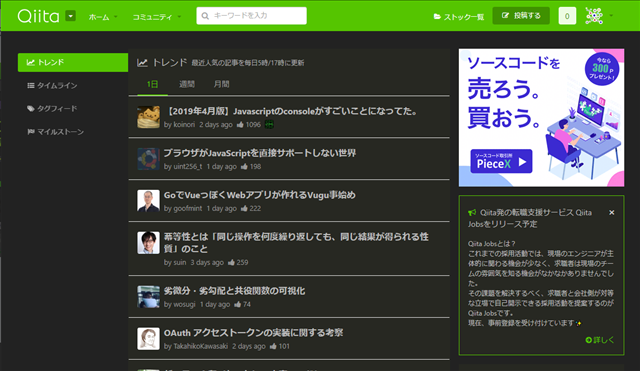 Qiita
ホーム
コミュニティ
キーワードを入力
ストック一覧
投稿する
0
トレンド
タイムライン
タグフィード
マイルストーン
トレンド 最近人気の記事を毎日5時/17時に更新
1日 週間 月間
【2019年4月版】Javascriptのconsoleがすごいことになってた。
by koinori 2 days ago 1096
ブラウザがJavaScriptを直接サポートしない世界
by uint256_t 1 day ago 198
GoでVueっぽくWebアプリが作れるVugu事始め
by goofmint 1 day ago 222
冪等性とは「同じ操作を何度繰り返しても、同じ結果が得られる性
質」のこと
by suin 3 days ago 259
劣微分・劣勾配と共役関数の可視化
by wosugi 1 day ago 74
OAuth アクセストークンの実装に関する考察
by TakahikoKawasaki 2 days ago 101
ソースコードを
売ろう。
買おう。
今なら
300P
プレゼント!
ソースコード取引所
PieceX
Qiita発の転職支援サービス Qiita
Jobsをリリース予定
Qiita Jobsとは？
これまでの採用活動では、現場のエンジニアが主
体的に関わる機会が少なく、求職者は現場のチー
ムの雰囲気を知る機会がなかなかありませんでし
た。
その課題を解決するべく、求職者と会社側が対等
な立場で自己開示できる採用活動を提案するのが
Qiita Jobsです。
現在、事前登録を受け付けています
詳しく